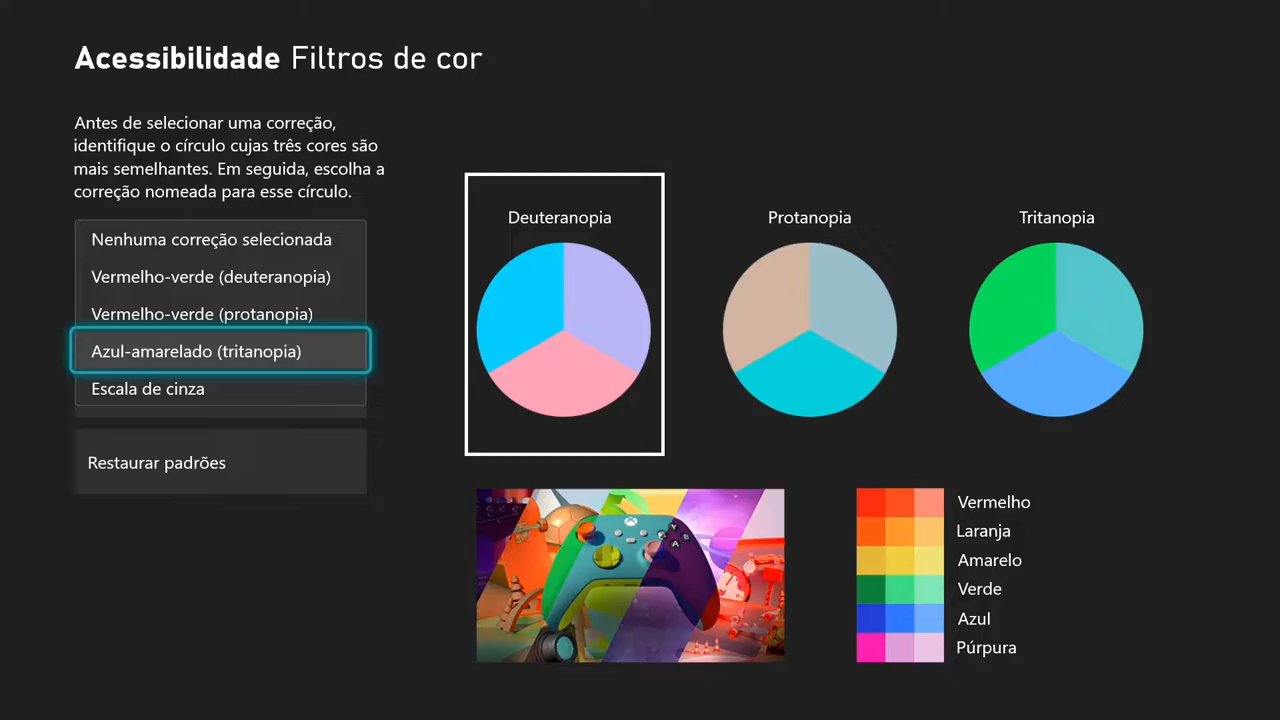 Acessibilidade Filtros de cor
Antes de selecionar uma correção,
identifique o círculo cujas três cores são
mais semelhantes. Em seguida, escolha a
correção nomeada para esse círculo.
Nenhuma correção selecionada
Vermelho-verde (deuteranopia)
Vermelho-verde (protanopia)
Azul-amarelado (tritanopia)
Escala de cinza
Restaurar padrões
Deuteranopia
Protanopia
Tritanopia
Vermelho
Laranja
Amarelo
Verde
Azul
Púrpura